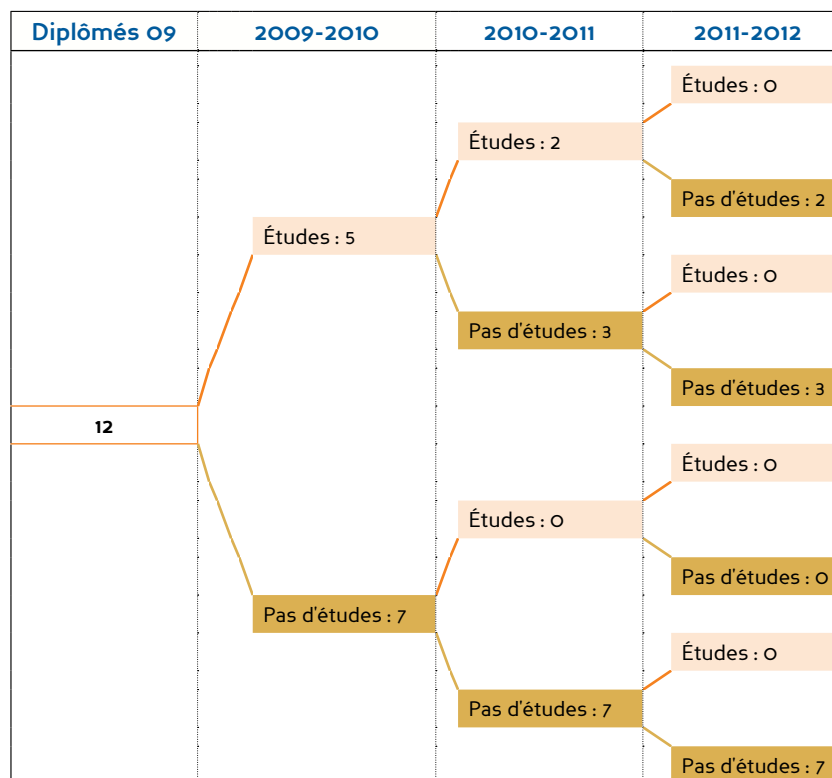 Diplômés 09 2009-2010 2010-2011 2011-2012
Études : 0
Études : 2
Pas d'études : 2
Études : 5
Études : 0
Pas d'études : 3
Pas d'études : 3
12
Études : 0
Études : 0
Pas d'études : 0
Pas d'études : 7
Études : 0
Pas d'études : 7
Pas d'études : 7